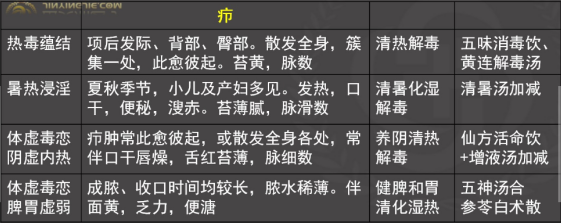 JINYINGJIE.COM
疖
热毒蕴结
项后发际、背部、臀部。散发全身，簇
集一处，此愈彼起。苔黄，脉数
清热解毒
五味消毒饮、
黄连解毒汤
暑热浸淫
夏秋季节，小儿及产妇多见。发热，口
干，便秘，溲赤。苔薄腻，脉滑数
清暑化湿
解毒
清暑汤加减
体虚毒恋
阴虚内热
疖肿常此愈彼起，或散发全身各处，常
伴口干唇燥，舌红苔薄，脉细数
养阴清热
解毒
仙方活命饮
+增液汤加减
体虚毒恋
脾胃虚弱
成脓、收口时间均较长，脓水稀薄。伴
面黄，乏力，便溏
健脾和胃
清化湿热
五神汤合
参苓白术散